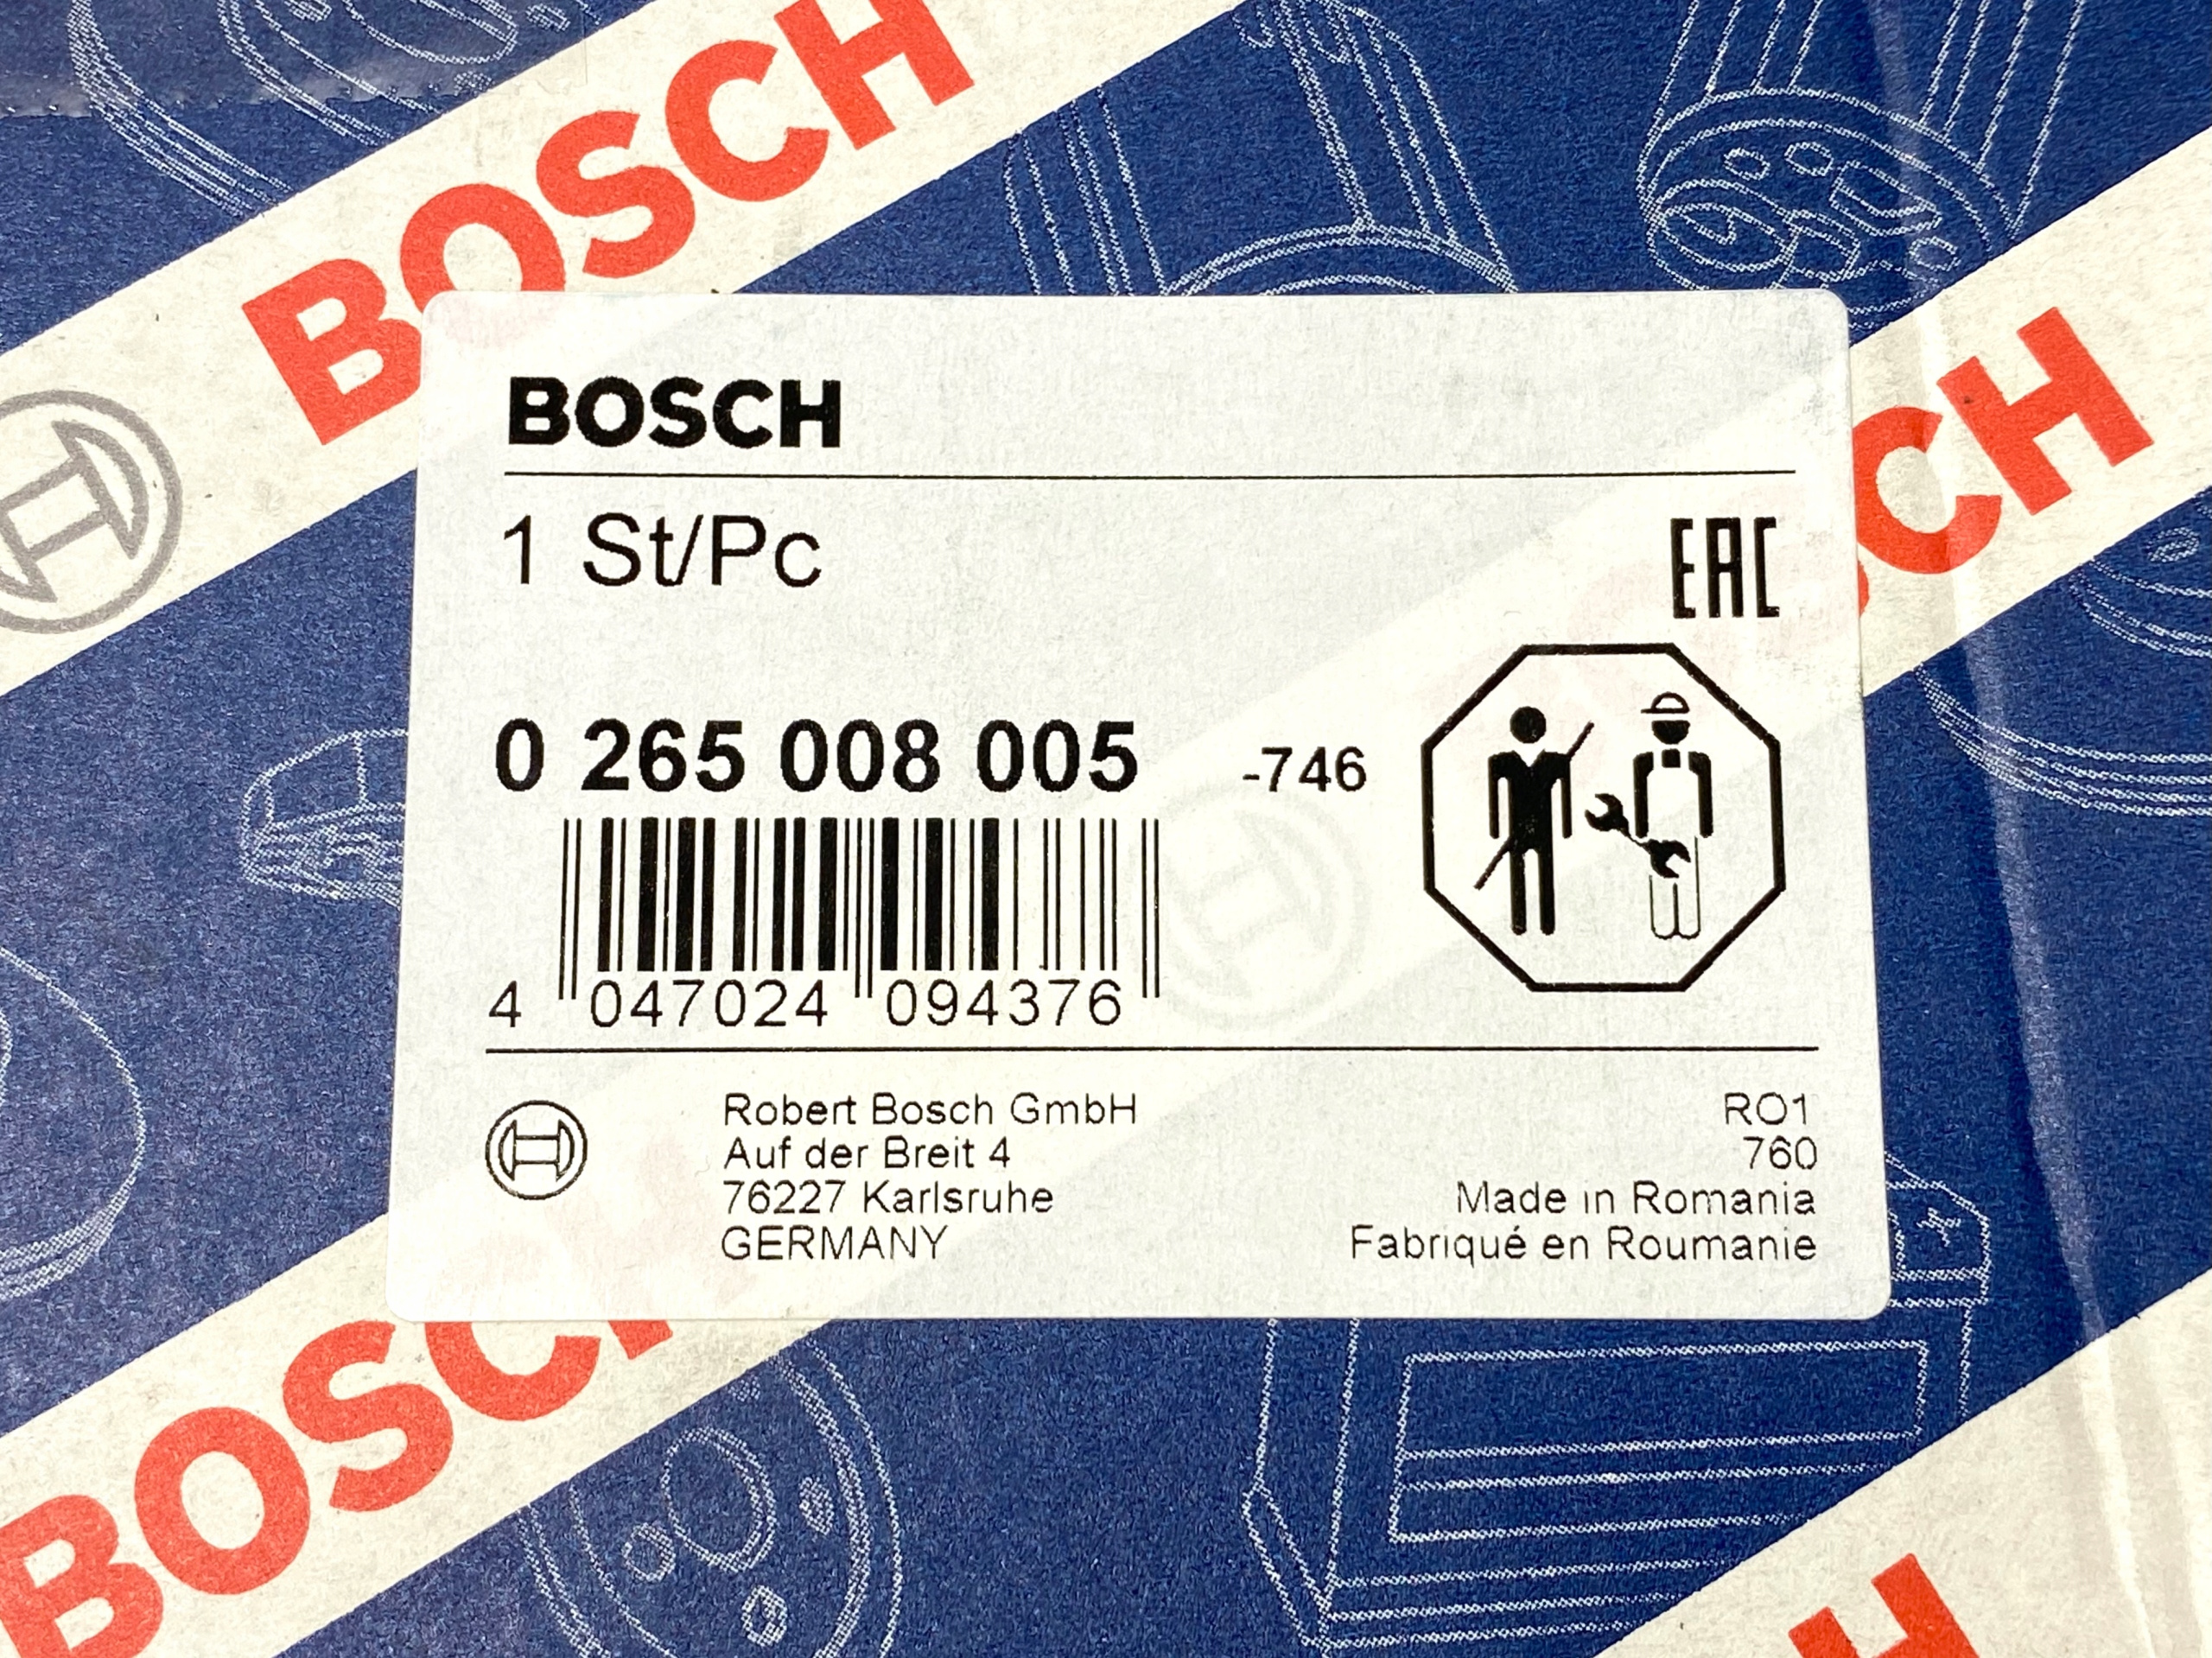 BOSCH
BOSCH
1 St/Pc
EAC
0 265 008 005 -746
4 047024 094376
Robert Bosch GmbH
Auf der Breit 4
76227 Karlsruhe
GERMANY
RO1
760
Made in Romania
Fabriqué en Roumanie
BOSCH